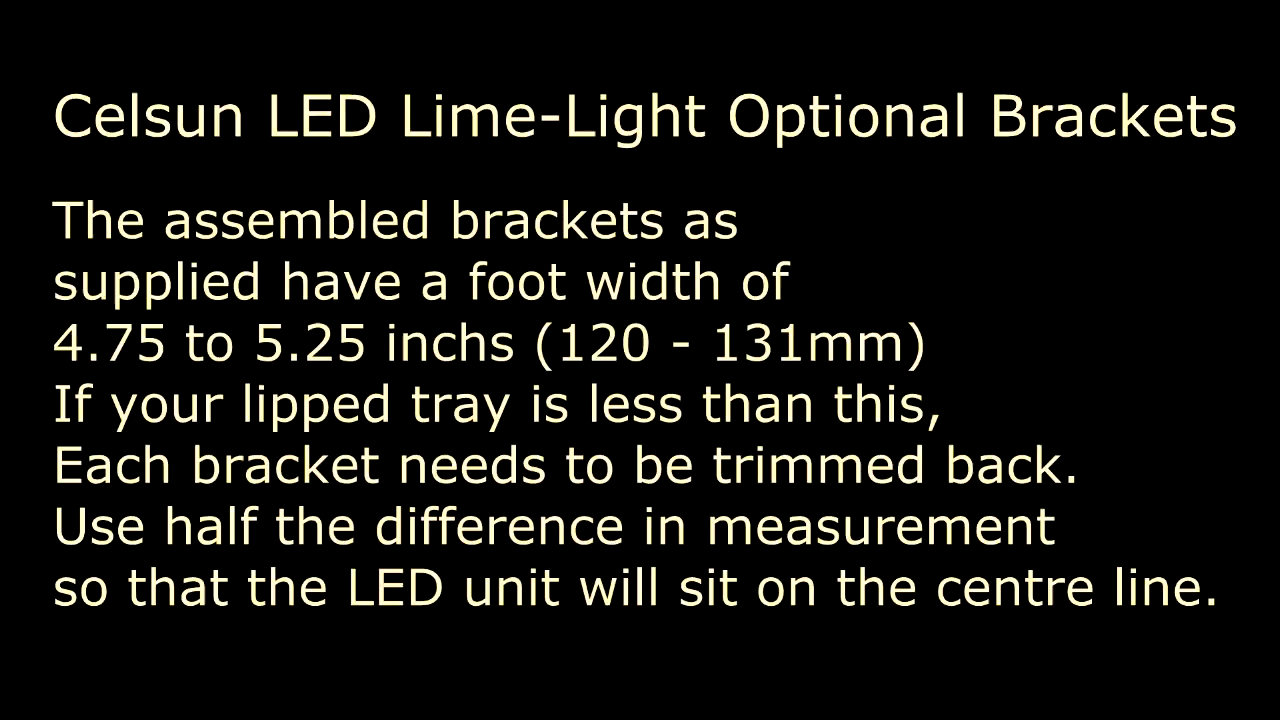 Celsun LED Lime-Light Optional Brackets
The assembled brackets as
supplied have a foot width of
4.75 to 5.25 inchs (120 - 131mm)
If your lipped tray is less than this,
Each bracket needs to be trimmed back.
Use half the difference in measurement
so that the LED unit will sit on the centre line.